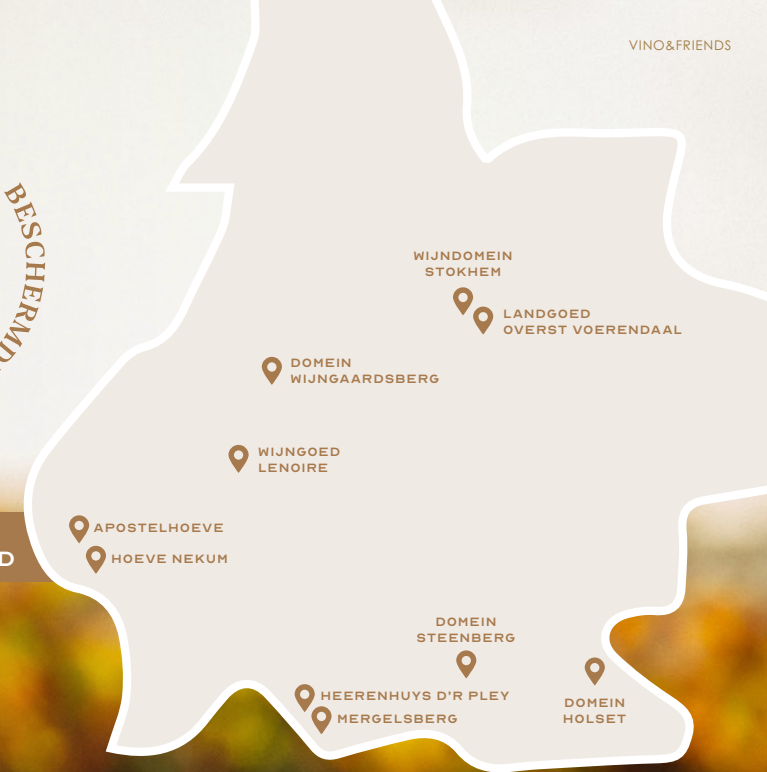 VINO&FRIENDS
BESCHERMD
WIJNDOMEIN
STOKHEM
LANDGOED
OVERST VOERENDAAL
DOMEIN
WIJNGAARDSBERG
WIJNGOED
LENOIRE
APOSTELHOEVE
D
HOEVE NEKUM
DOMEIN
STEENBERG
HEERENHUYS D'R PLEY
MERGELSBERG
DOMEIN
HOLSET